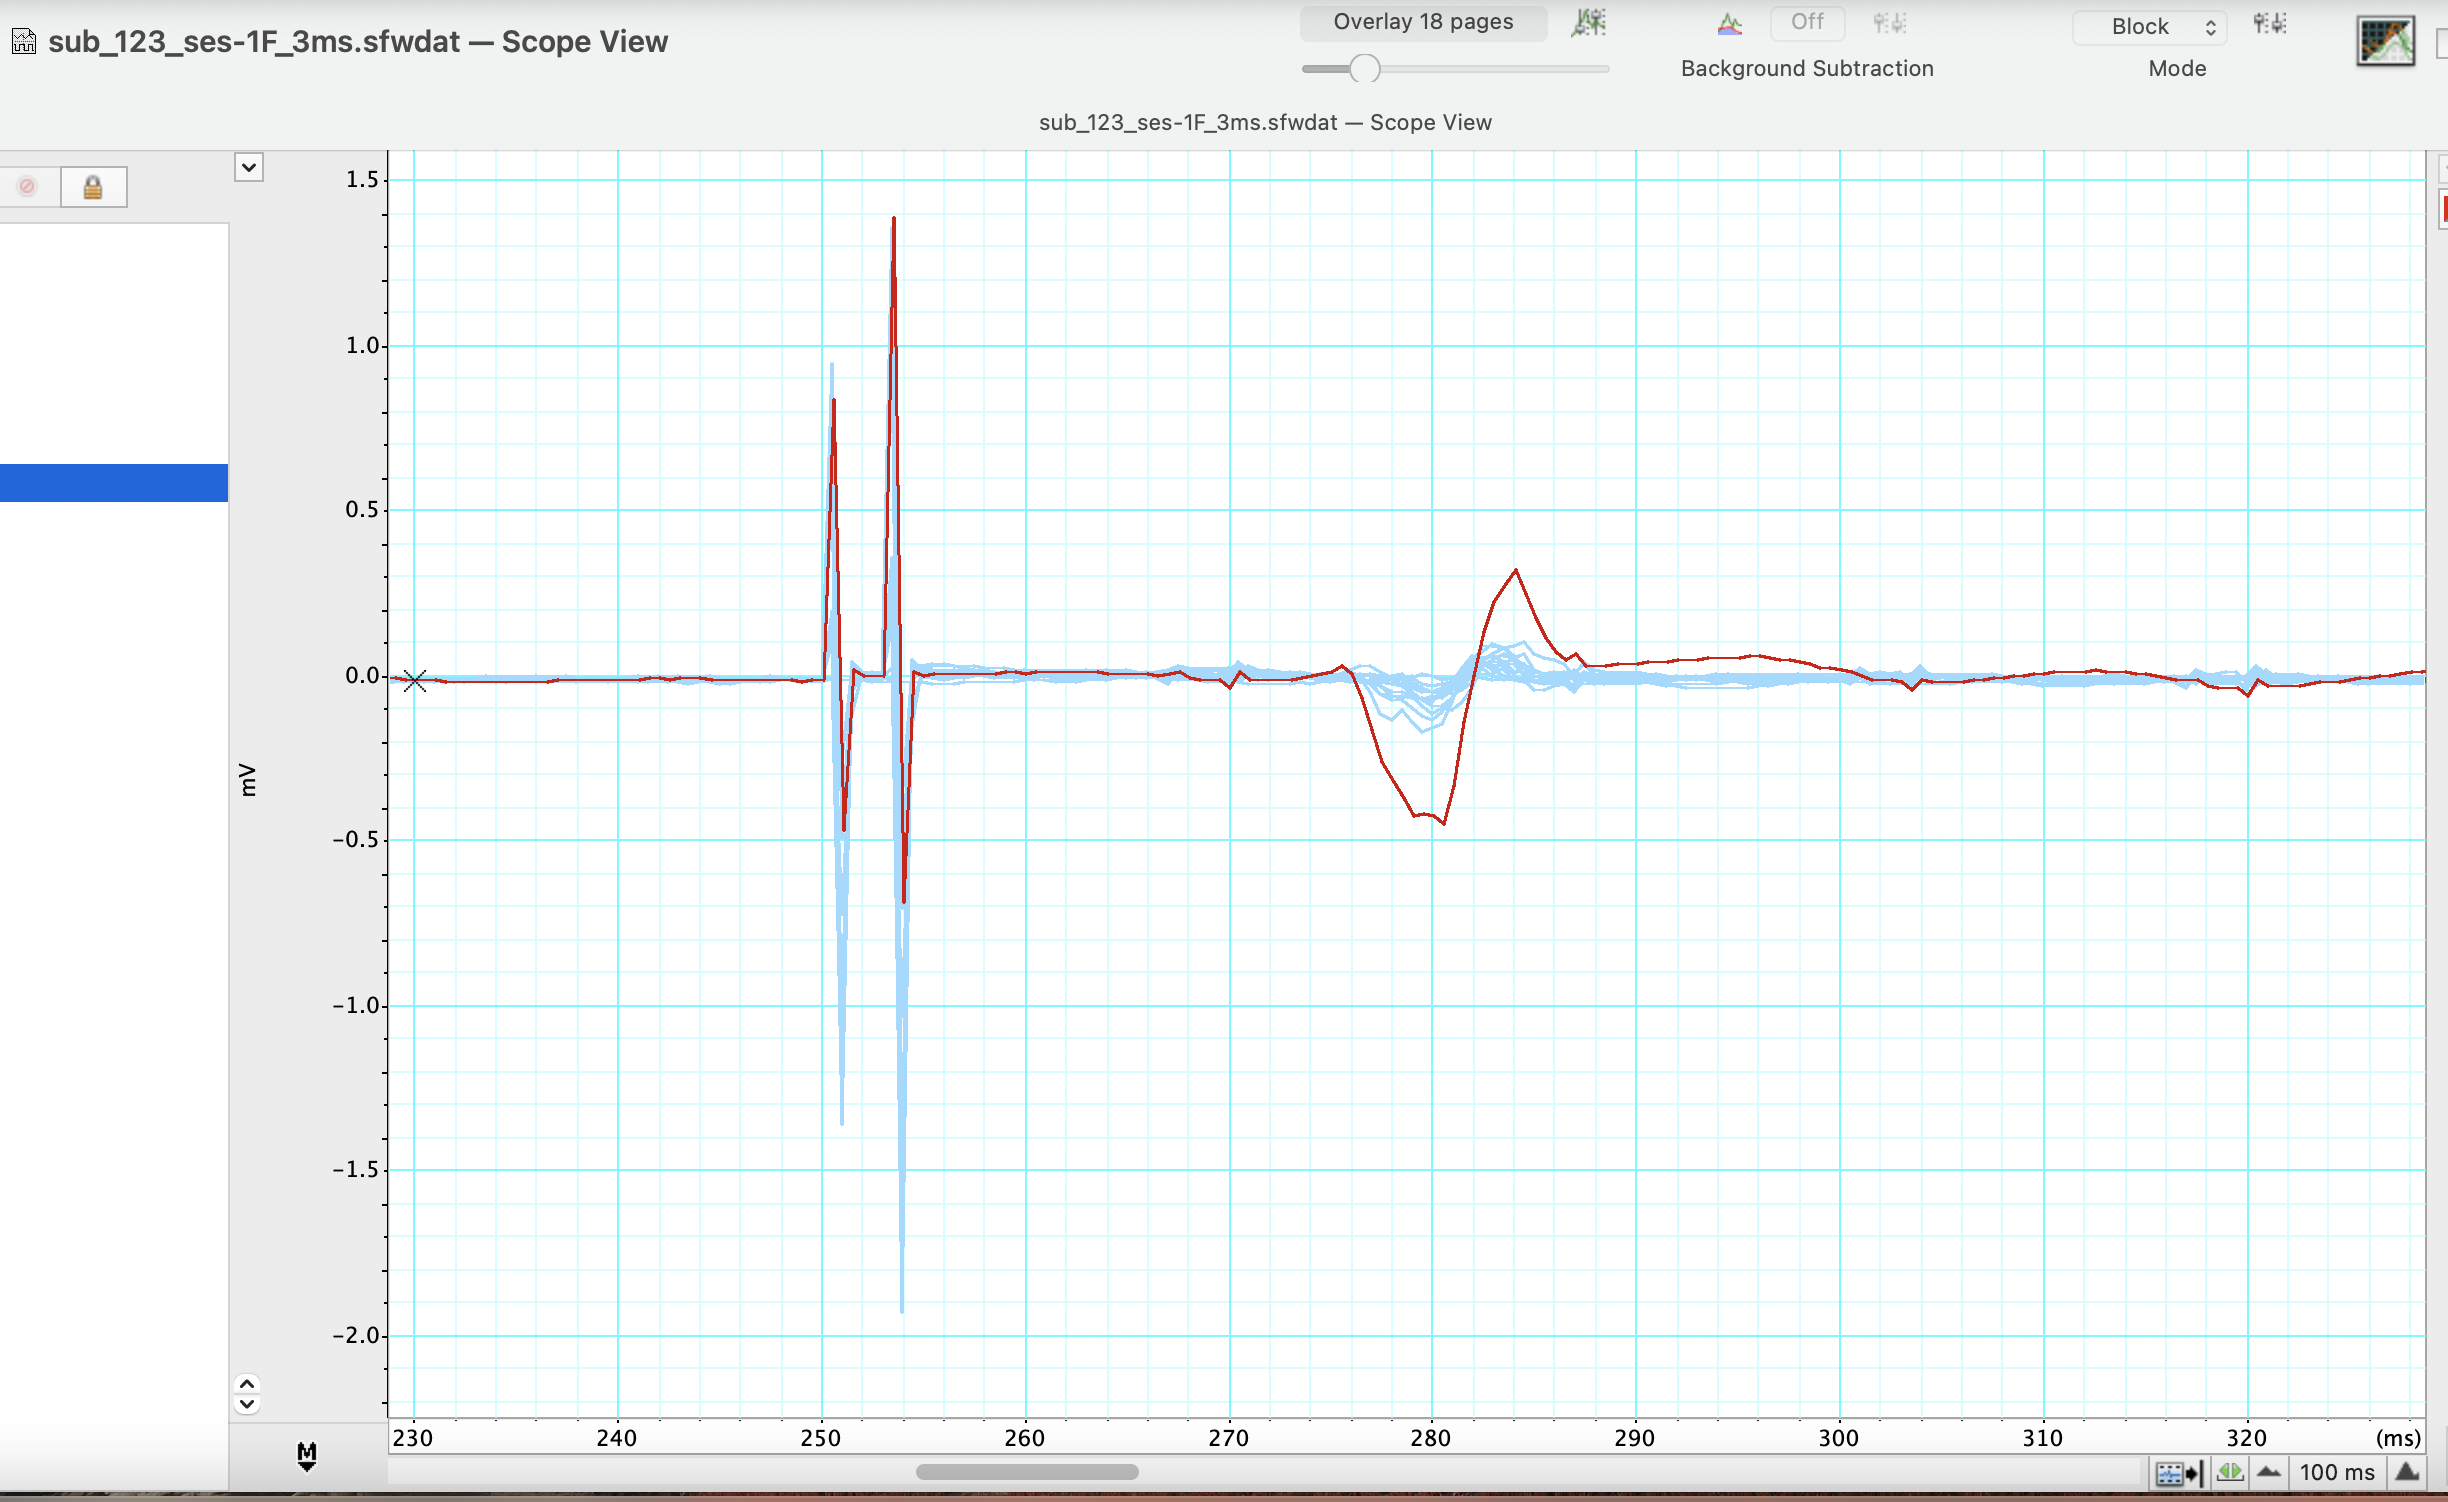 sub_123_ses-1F_3ms.sfwdat — Scope View
Overlay 18 pages
Off
Block
Background Subtraction
Mode
sub_123_ses-1F_3ms.sfwdat — Scope View
1.5
1.0
0.5
0.0
mV
−0.5
−1.0
−1.5
−2.0
230 240 250 260 270 280 290 300 310 320 (ms)
M
100 ms